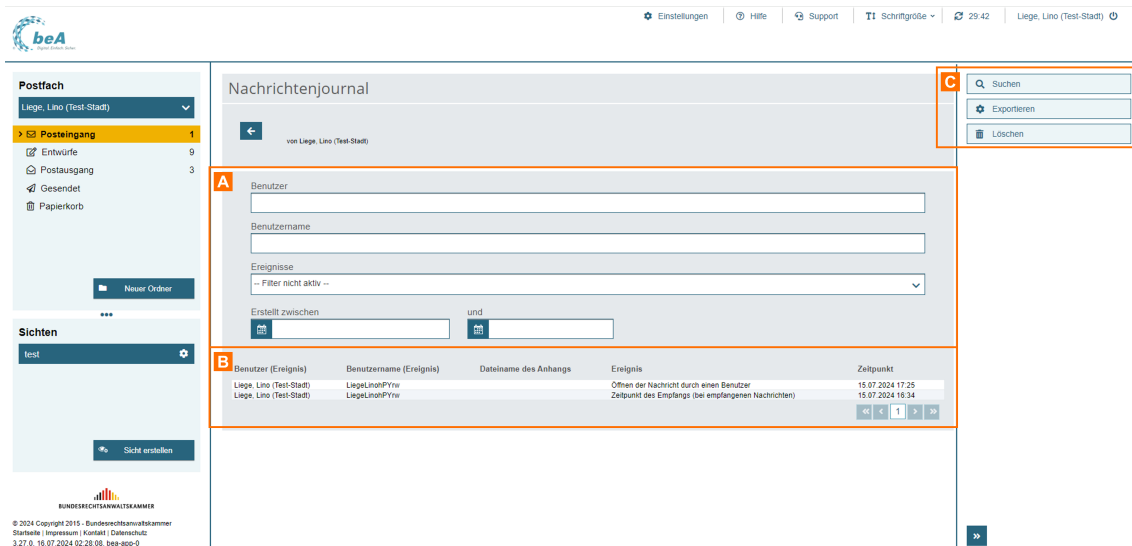 Einstellungen Hilfe Support Schriftgröße 29:42 Liege, Lino (Test-Stadt)
beA
Digital. Einfach. Sicher.
Postfach
Liege, Lino (Test-Stadt)
Posteingang 1
Entwürfe 9
Postausgang 3
Gesendet
Papierkorb
Neuer Ordner
Sichten
test
Sicht erstellen
BUNDESRECHTSANWALTSKAMMER
© 2024 Copyright 2015 - Bundesrechtsanwaltskammer
Startseite | Impressum | Kontakt | Datenschutz
3.27.0, 16.07.2024 02:28:08, bea-app-0
Nachrichtenjournal
von Liege, Lino (Test-Stadt)
A
Benutzer
Benutzername
Ereignisse
-- Filter nicht aktiv --
Erstellt zwischen und
B
Benutzer (Ereignis) Benutzername (Ereignis) Dateiname des Anhangs Ereignis Zeitpunkt
Liege, Lino (Test-Stadt) LiegeLinohPYrw Öffnen der Nachricht durch einen Benutzer 15.07.2024 17:25
Liege, Lino (Test-Stadt) LiegeLinohPYrw Zeitpunkt des Empfangs (bei empfangenen Nachrichten) 15.07.2024 16:34
1
C
Suchen
Exportieren
Löschen